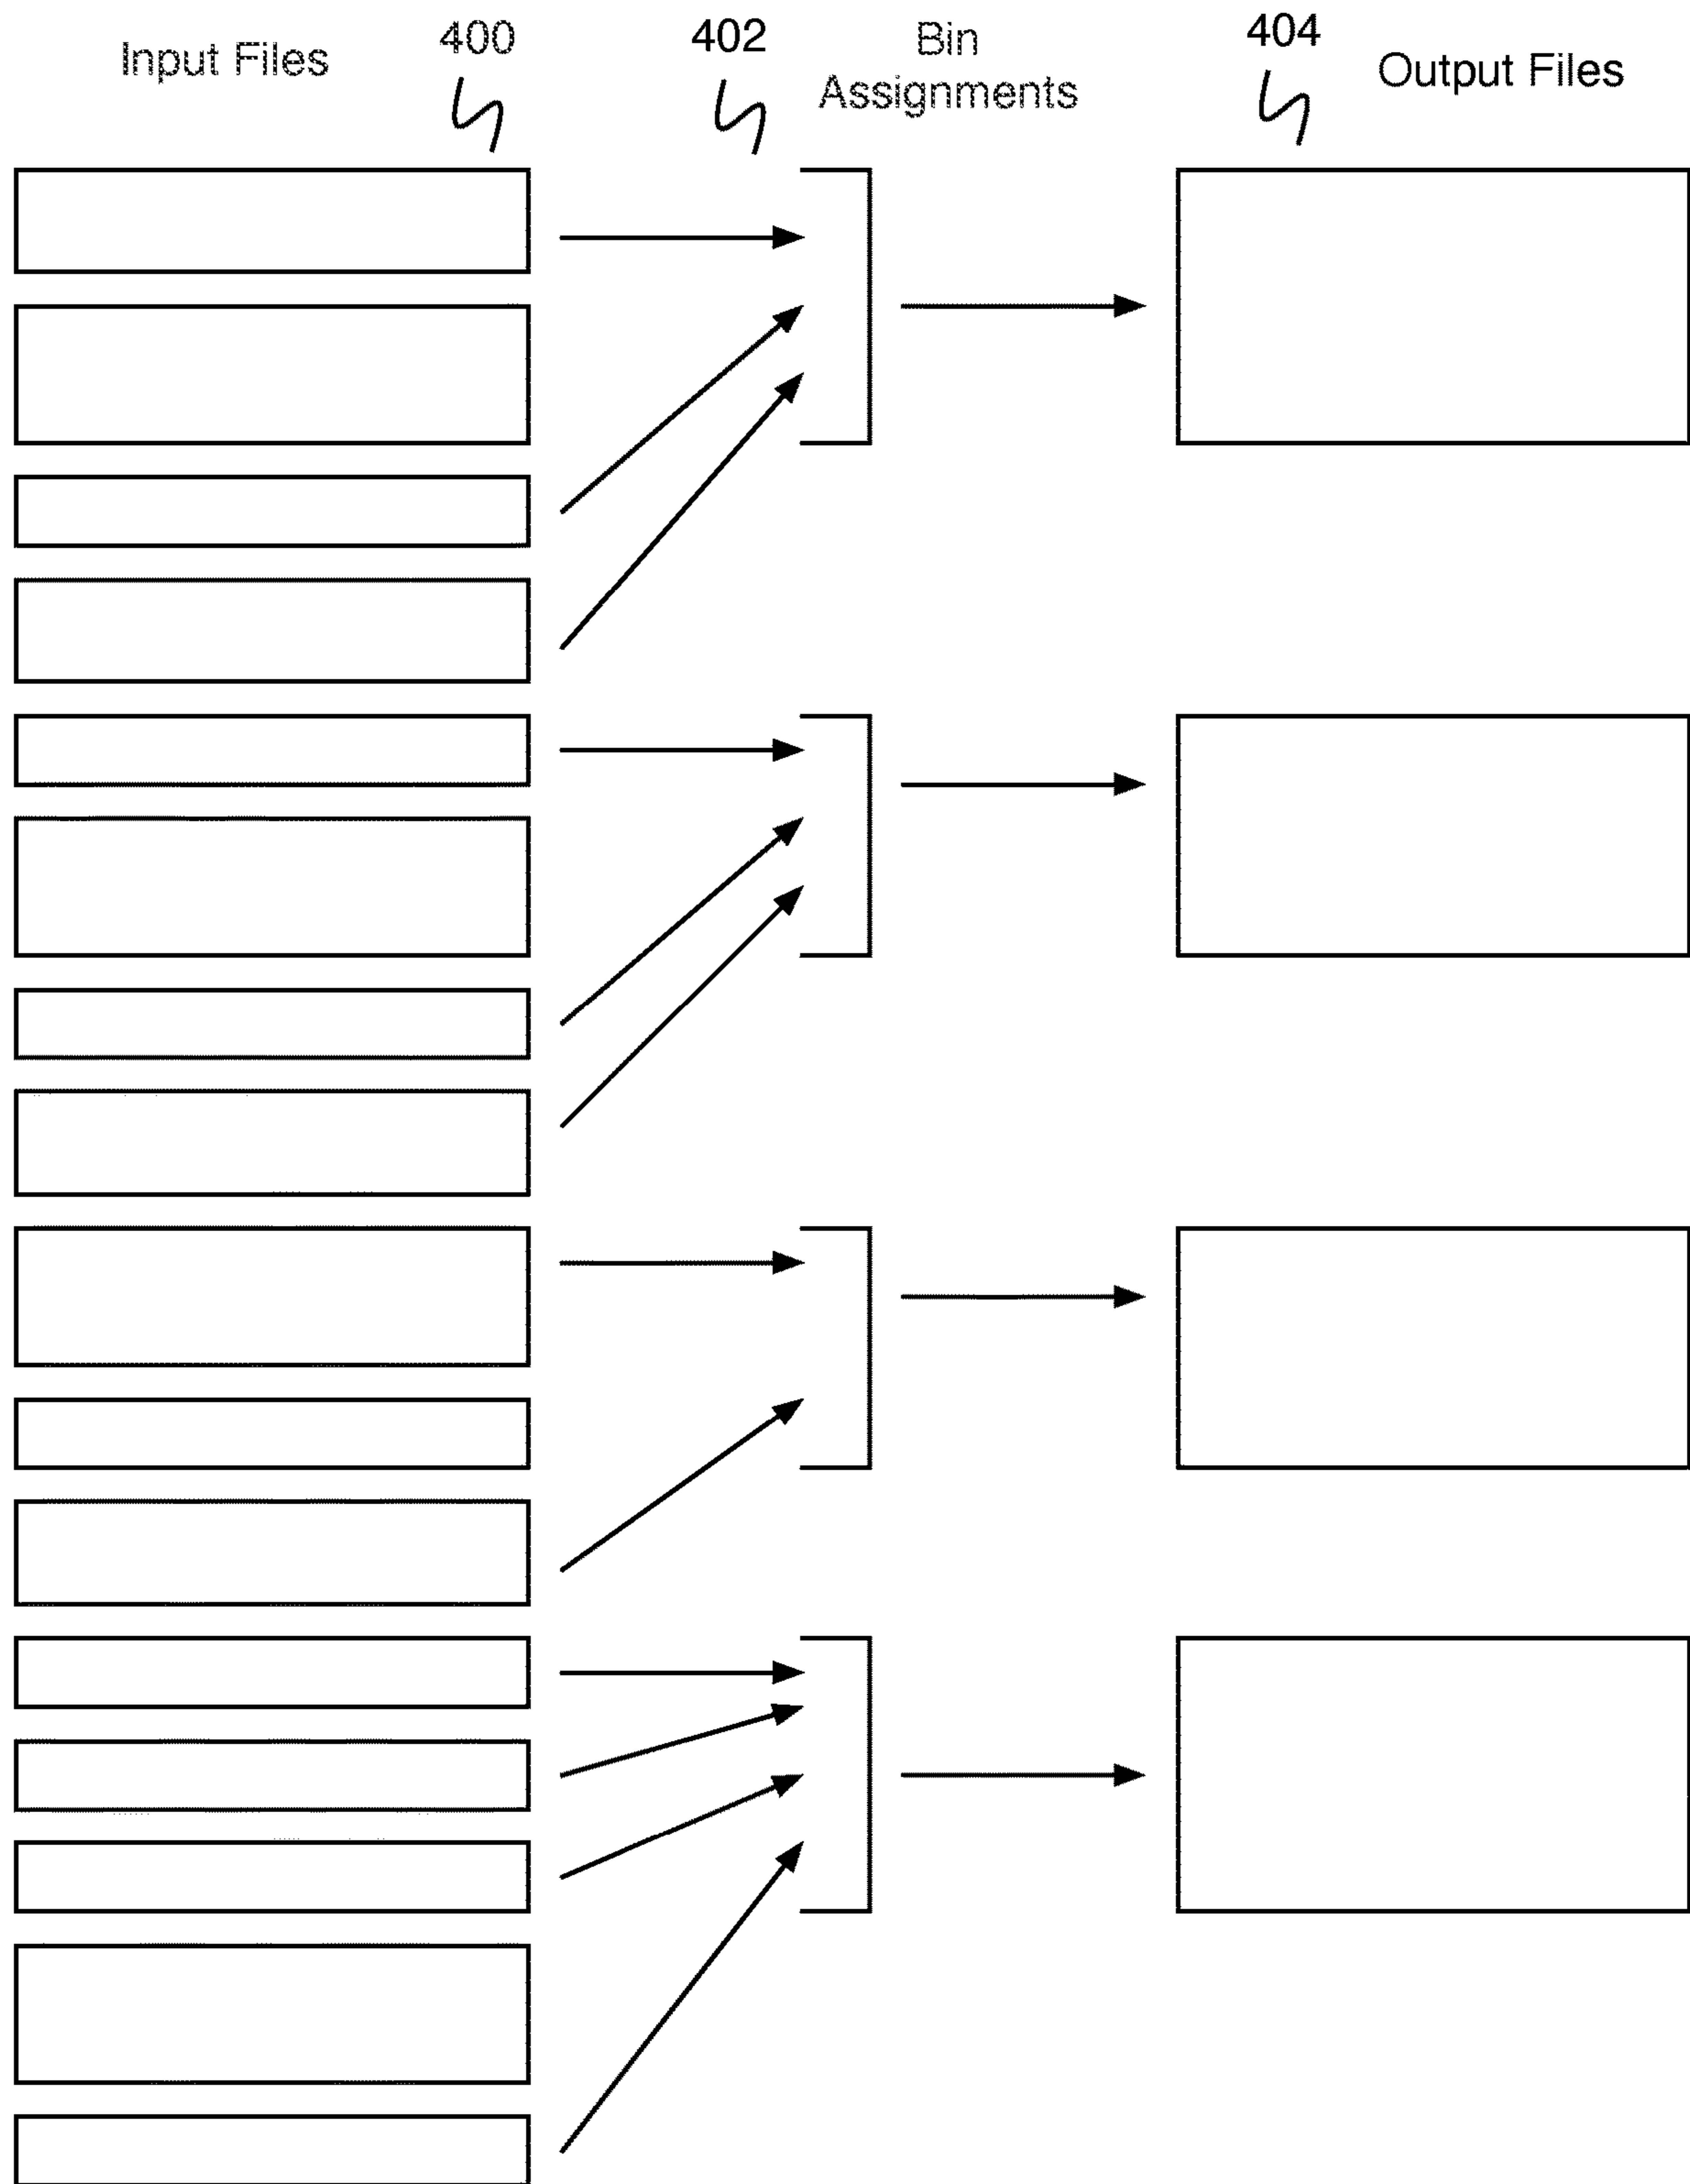 Input Files
400
402
Bin
Assignments
404
Output Files